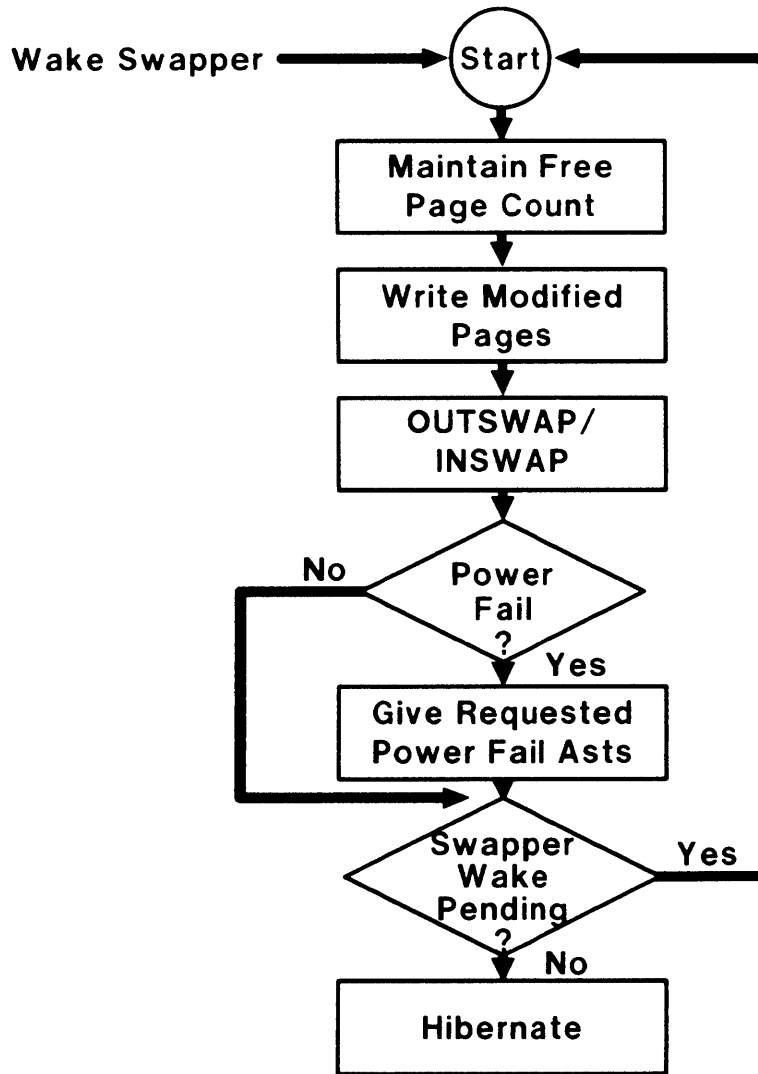 Wake Swapper
Start
Maintain Free
Page Count
Write Modified
Pages
OUTSWAP/
INSWAP
No
Power
Fail
?
Yes
Give Requested
Power Fail Asts
Swapper
Wake
Pending
?
Yes
No
Hibernate